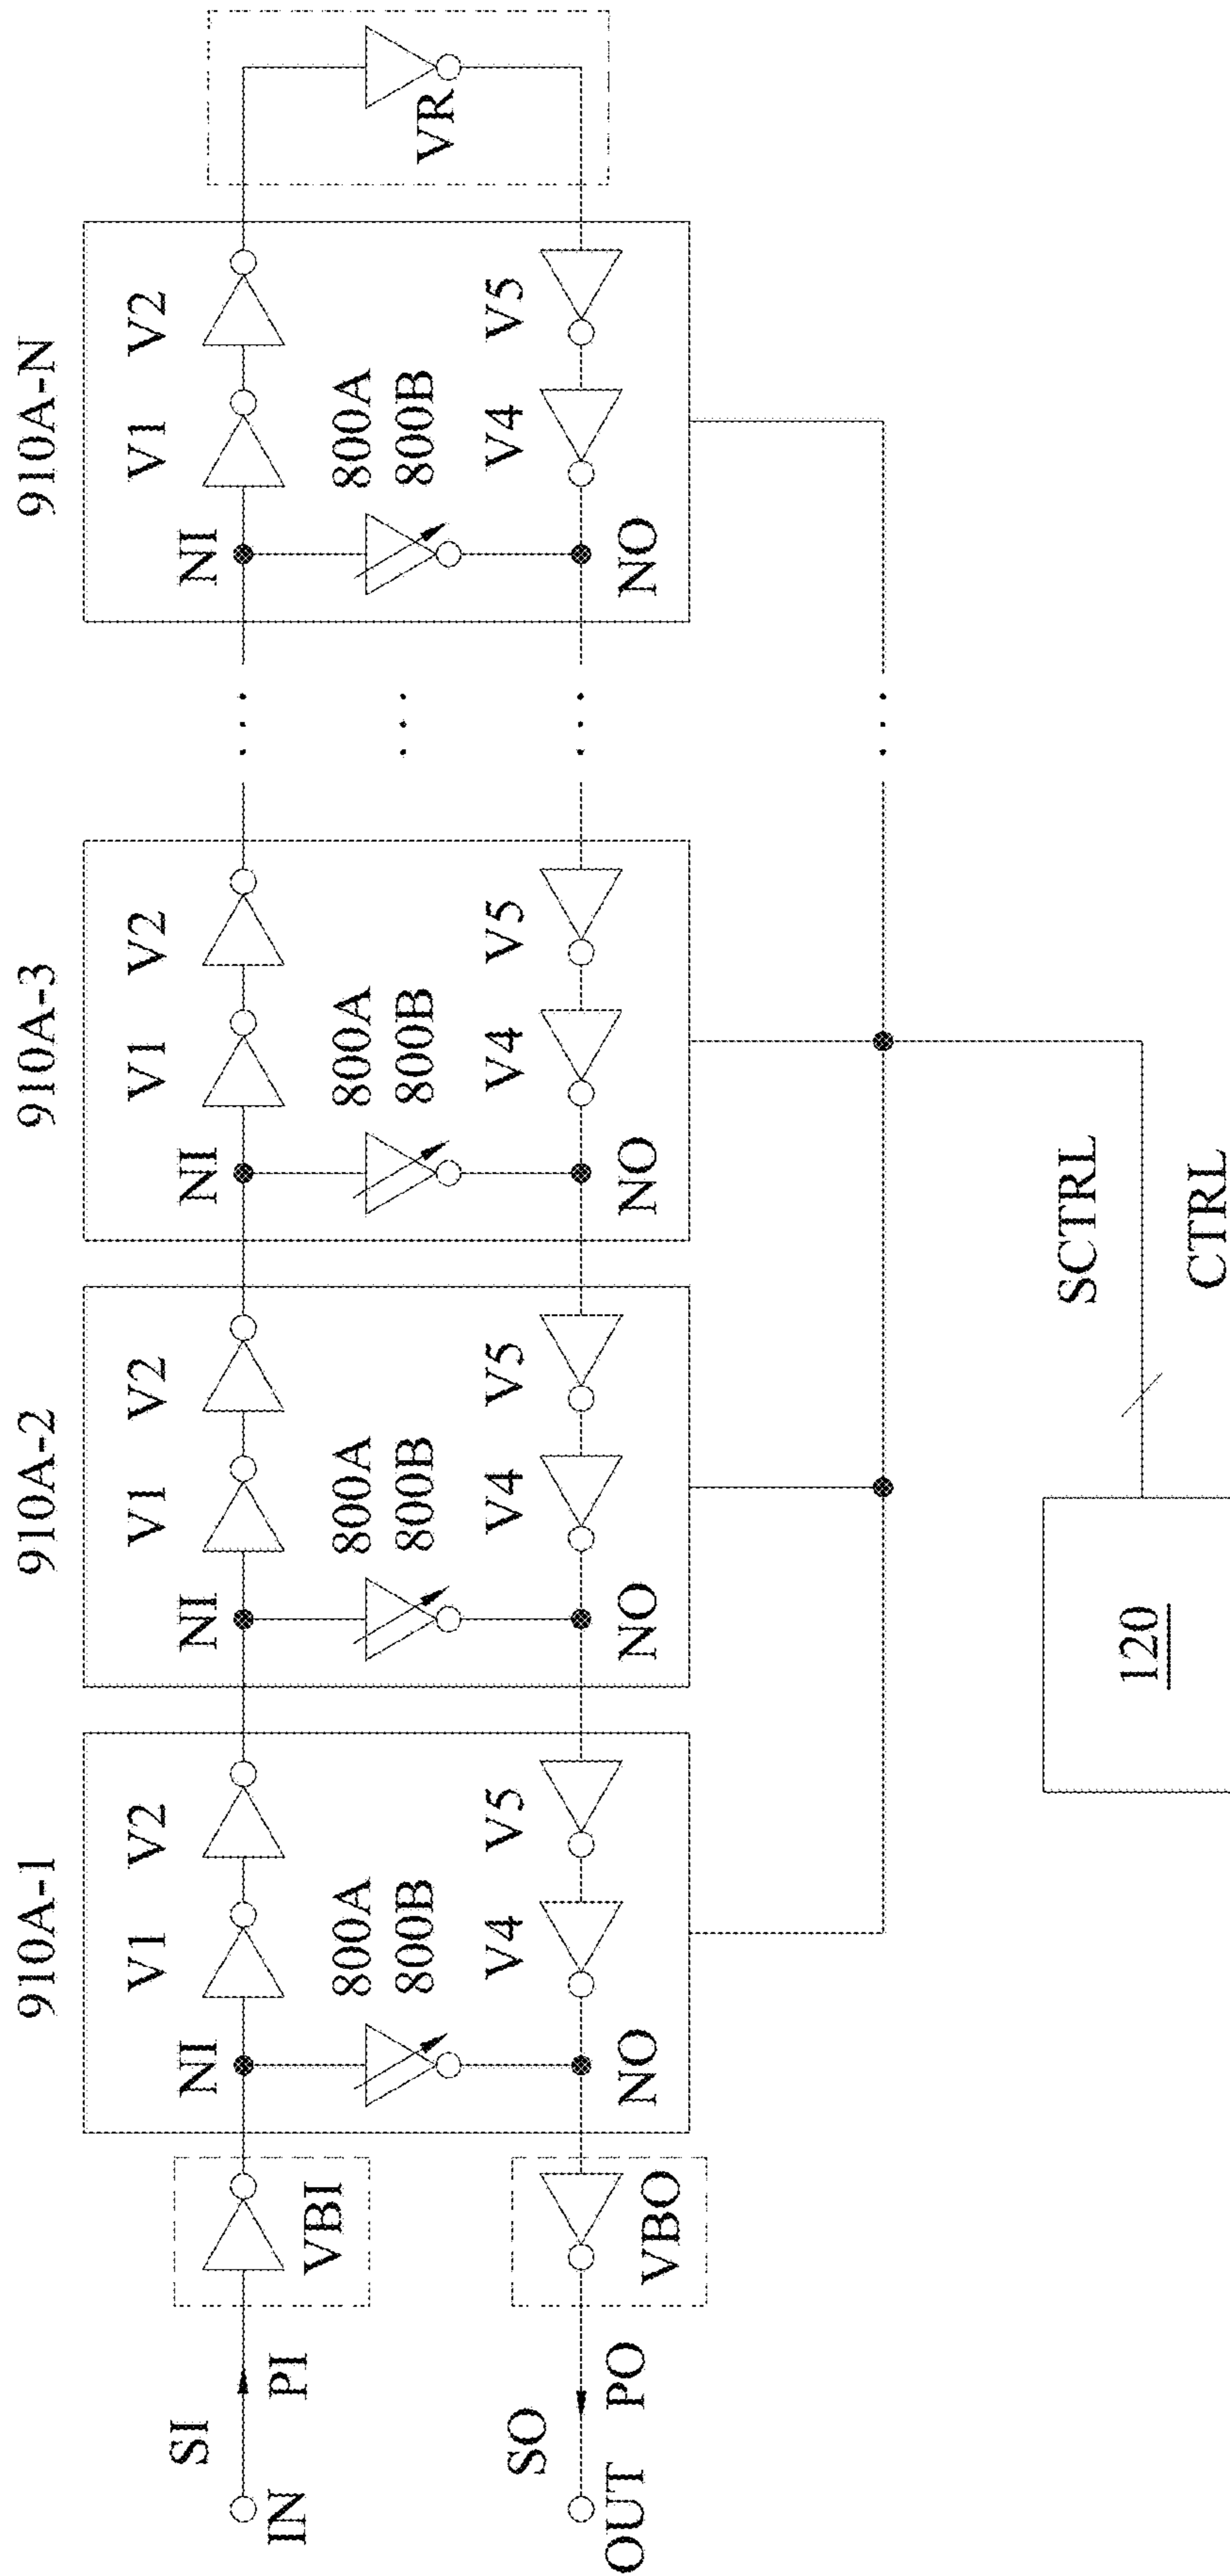 910A-1 910A-2 910A-3 910A-N
V1 V2 V1 V2 V1 V2 V1 V2
SI NI NI NI NI
IN PI VBI
800A 800A 800A 800A VR
800B 800B 800B 800B
V4 V5 V4 V5 V4 V5 V4 V5
SO
OUT PO VBO NO NO NO NO
SCTRL
120
CTRL